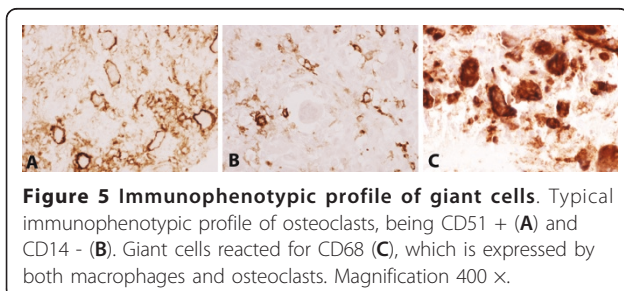 A
B
C
Figure 5 Immunophenotypic profile of giant cells. Typical
immunophenotypic profile of osteoclasts, being CD51 + (A) and
CD14 - (B). Giant cells reacted for CD68 (C), which is expressed by
both macrophages and osteoclasts. Magnification 400 ×.